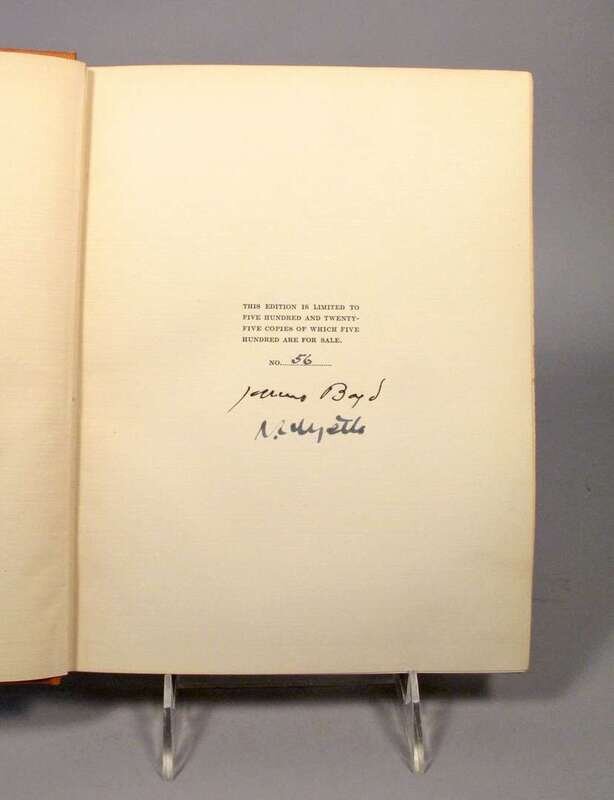 THIS EDITION IS LIMITED TO
FIVE HUNDRED AND TWENTY-
FIVE COPIES OF WHICH FIVE
HUNDRED ARE FOR SALE.
NO. 56
James Boyd
N.C. Wyeth